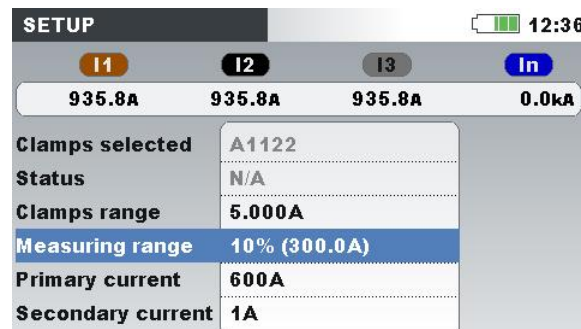 SETUP 12:36
I1 I2 I3 In
935.8A 935.8A 935.8A 0.0kA
Clamps selected A1122
Status N/A
Clamps range 5.000A
Measuring range 10% (300.0A)
Primary current 600A
Secondary current 1A